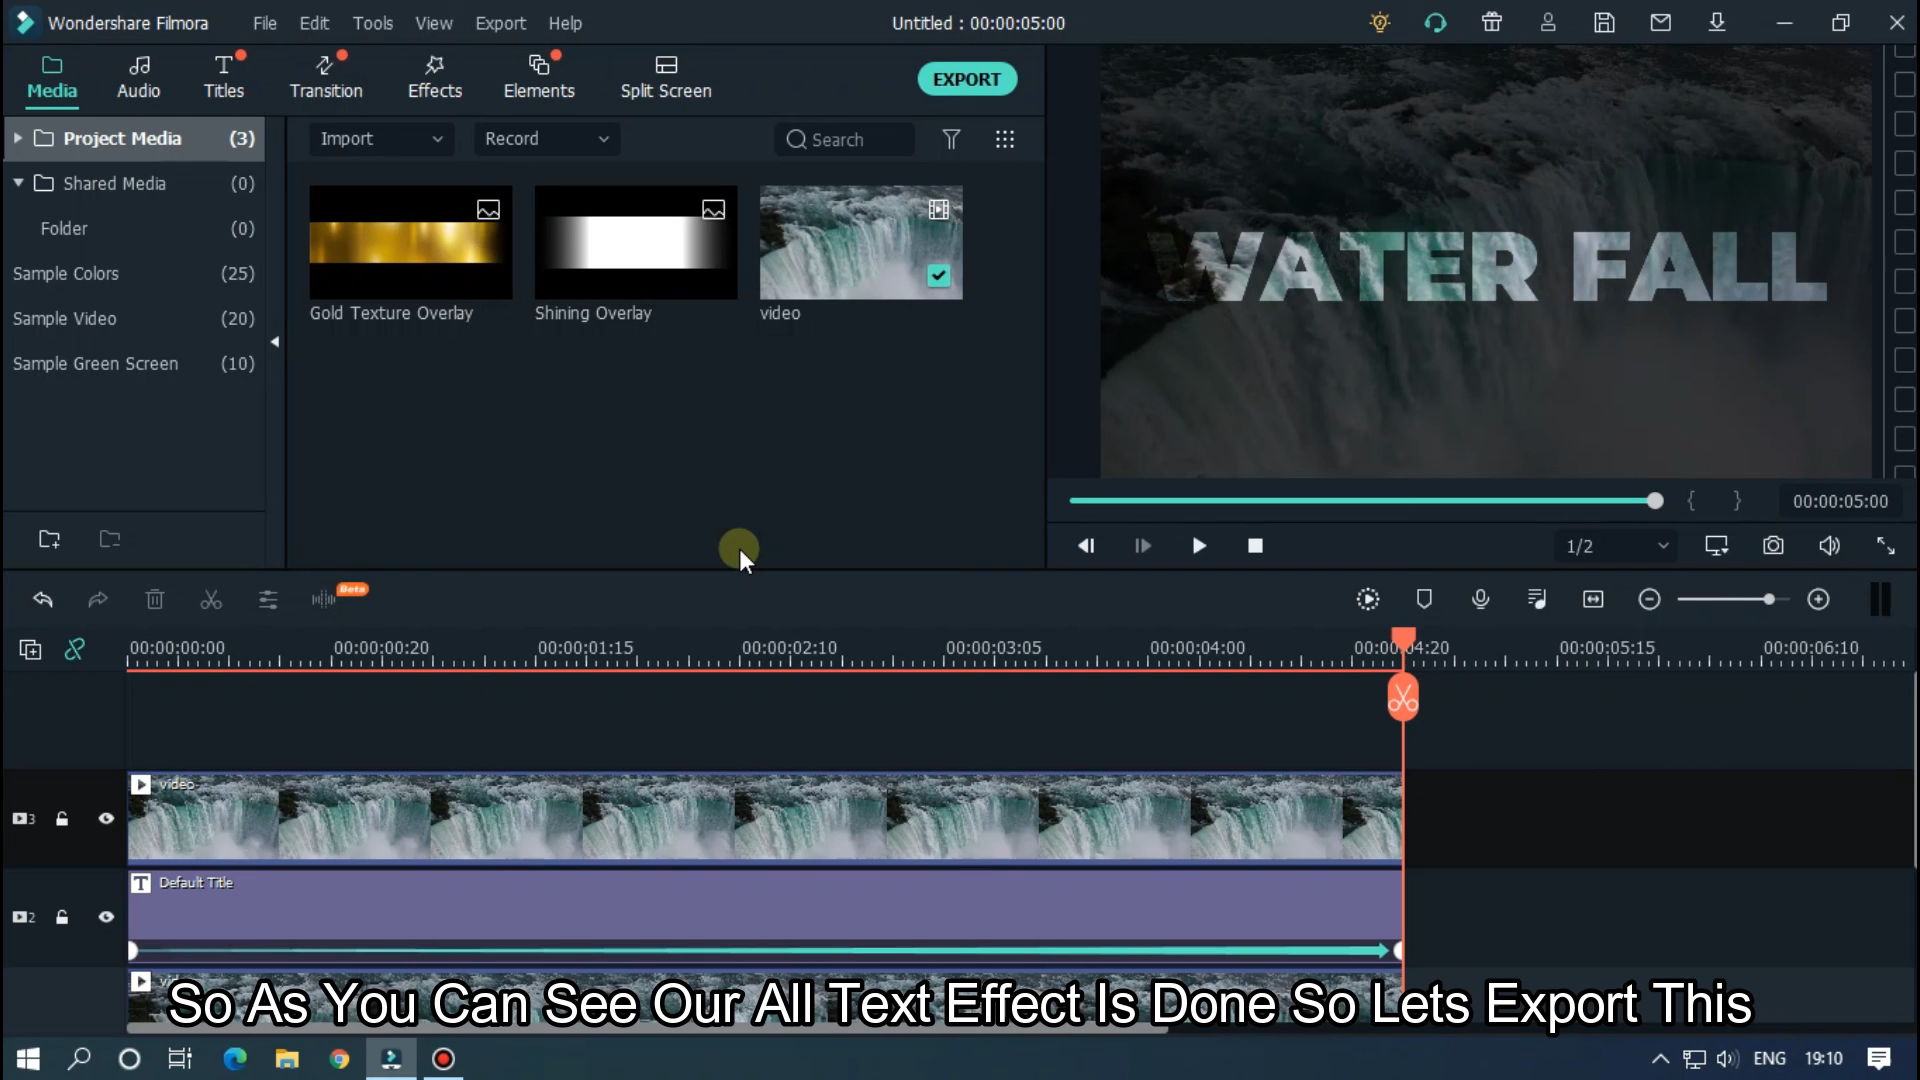 Wondershare Filmora File Edit Tools View Export Help Untitled : 00:00:05:00
Media Audio Titles Transition Effects Elements Split Screen EXPORT
Project Media (3)
Import Record Search
Shared Media (0)
Folder (0)
Sample Colors (25)
Sample Video (20)
Sample Green Screen (10)
Gold Texture Overlay Shining Overlay video
WATER FALL
{ } 00:00:05:00
1/2
Beta
00:00:00:00 00:00:00:20 00:00:01:15 00:00:02:10 00:00:03:05 00:00:04:00 00:00:04:20 00:00:05:15 00:00:06:10
video
3
Default Title
2
So As You Can See Our All Text Effect Is Done So Lets Export This
ENG 19:10